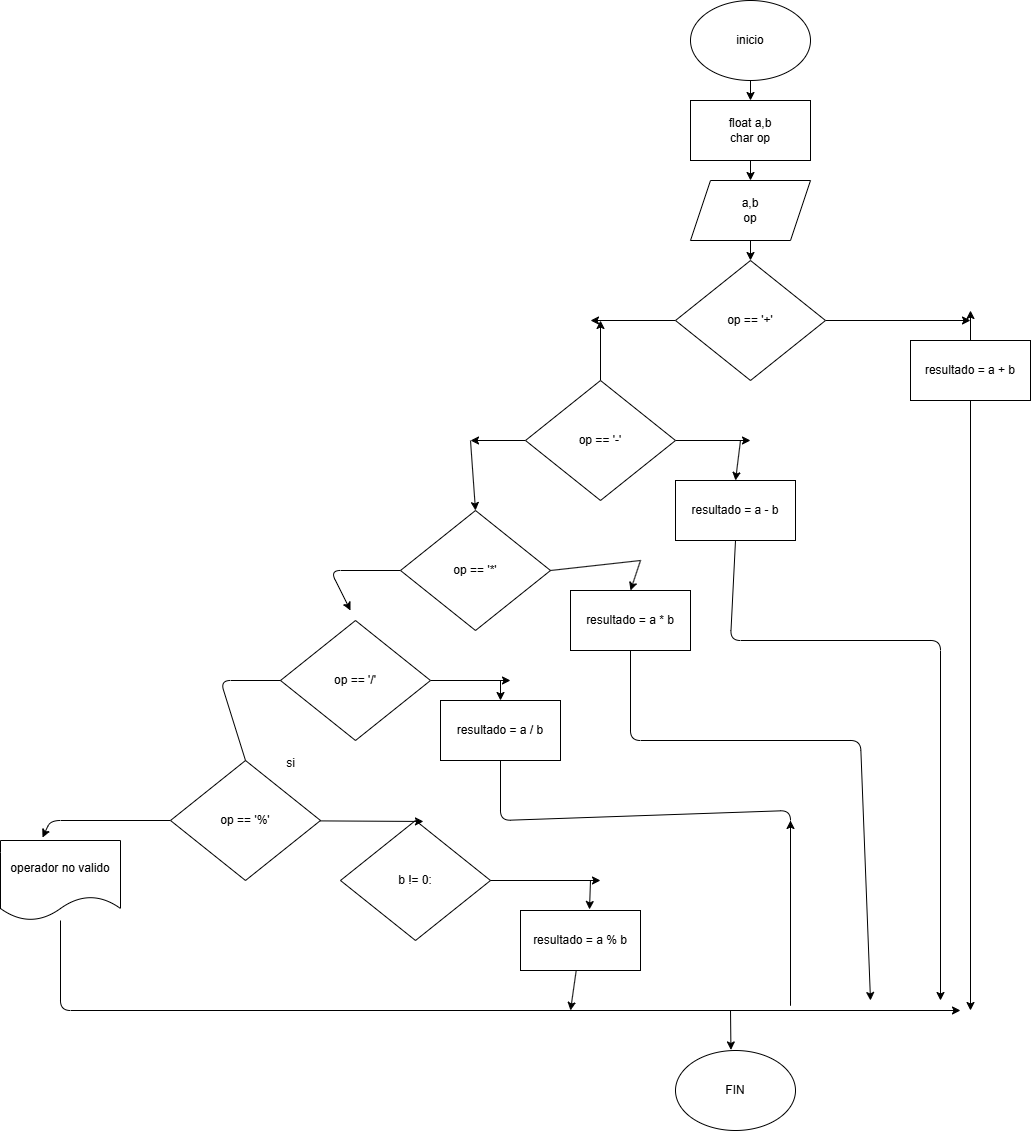 inicio
float a,b
char op
a,b
op
op == '+'
resultado = a + b
op == '-'
resultado = a - b
op == '*'
resultado = a * b
op == '/'
resultado = a / b
si
op == '%'
operador no valido
b != 0:
resultado = a % b
FIN